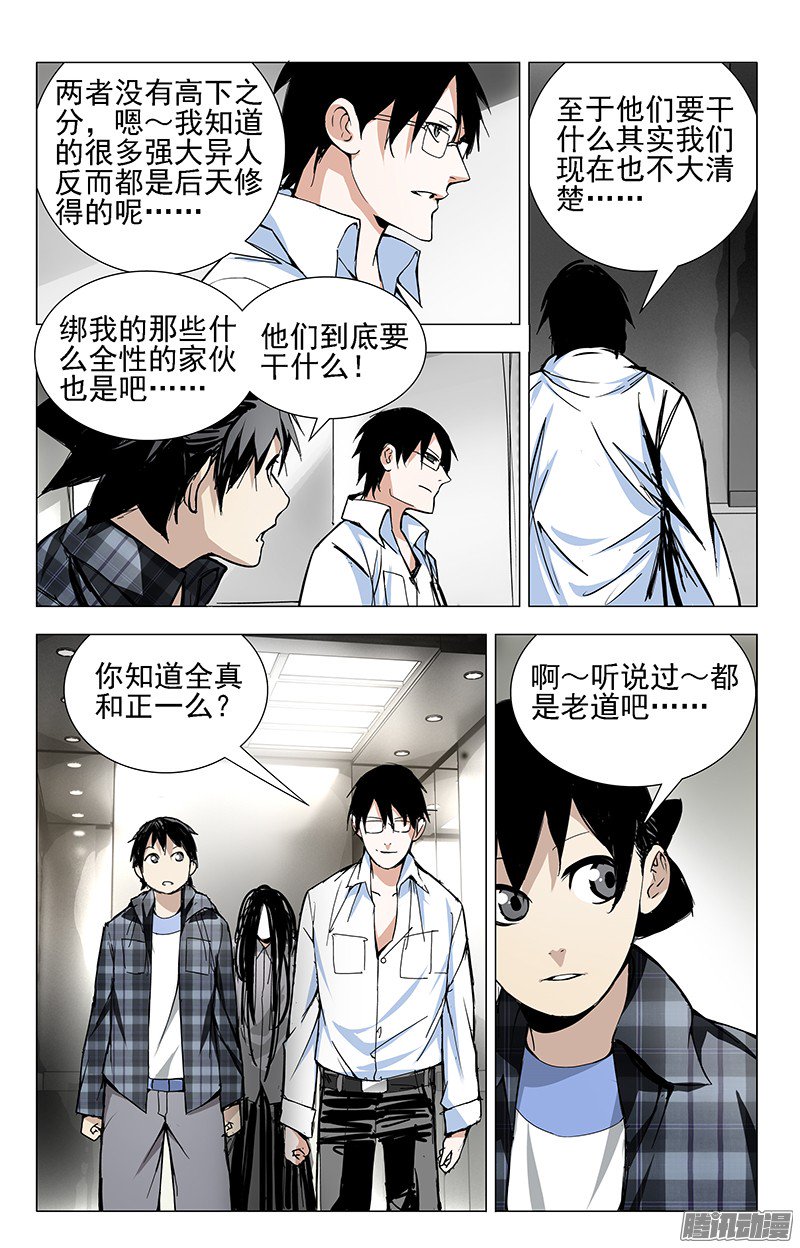 两者没有高下之
分，嗯～我知道
的很多强大异人
反而都是后天修
得的呢……
绑我的那些什
么全性的家伙
也是吧……
他们到底要
干什么！
至于他们要干
什么其实我们
现在也不大清
楚……
你知道全真
和正一么？
啊～听说过～都
是老道吧……
腾讯动漫